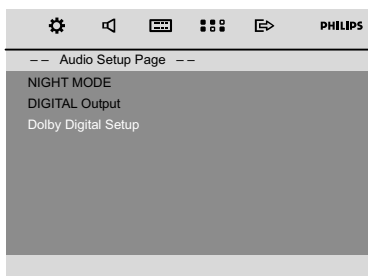 PHILIPS
-- Audio Setup Page --
NIGHT MODE
DIGITAL Output
Dolby Digital Setup